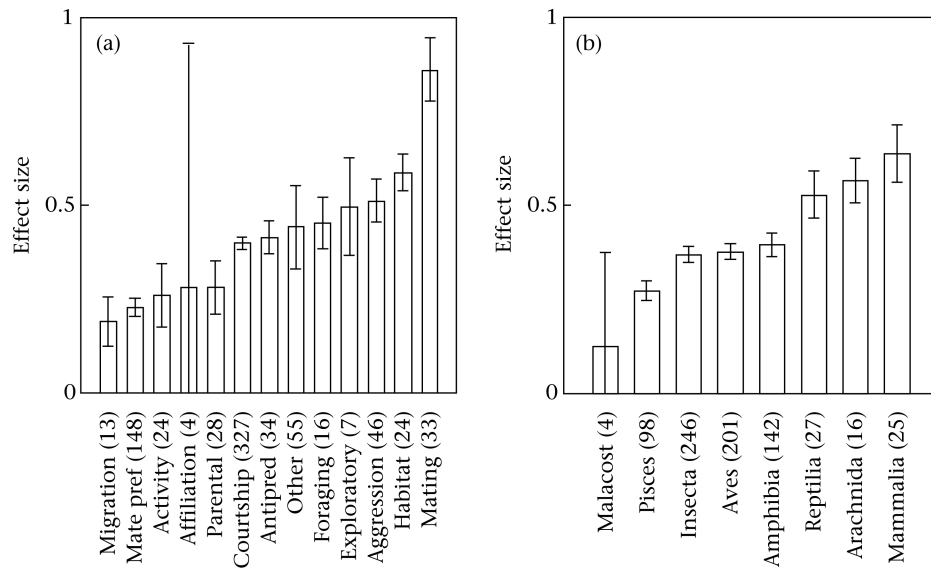 (a)
1
0.5
0
Effect size
Migration (13)
Mate pref (148)
Activity (24)
Affiliation (4)
Parental (28)
Courtship (327)
Antipred (34)
Other (55)
Foraging (16)
Exploratory (7)
Aggression (46)
Habitat (24)
Mating (33)
(b)
1
0.5
0
Effect size
Malacost (4)
Pisces (98)
Insecta (246)
Aves (201)
Amphibia (142)
Reptilia (27)
Arachnida (16)
Mammalia (25)